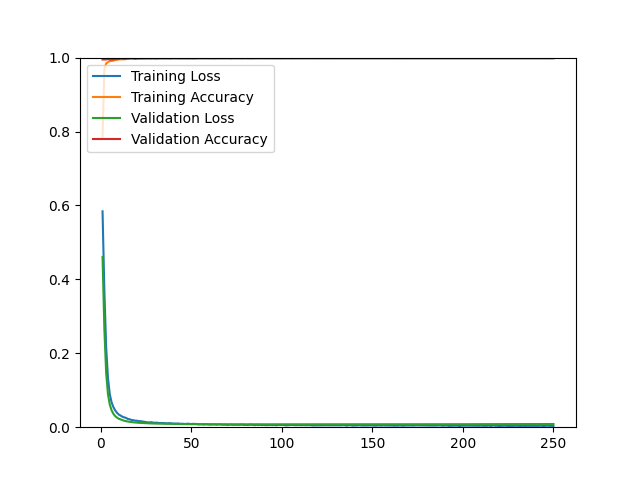 1.0
0.8
0.6
0.4
0.2
0.0
Training Loss
Training Accuracy
Validation Loss
Validation Accuracy
0 50 100 150 200 250